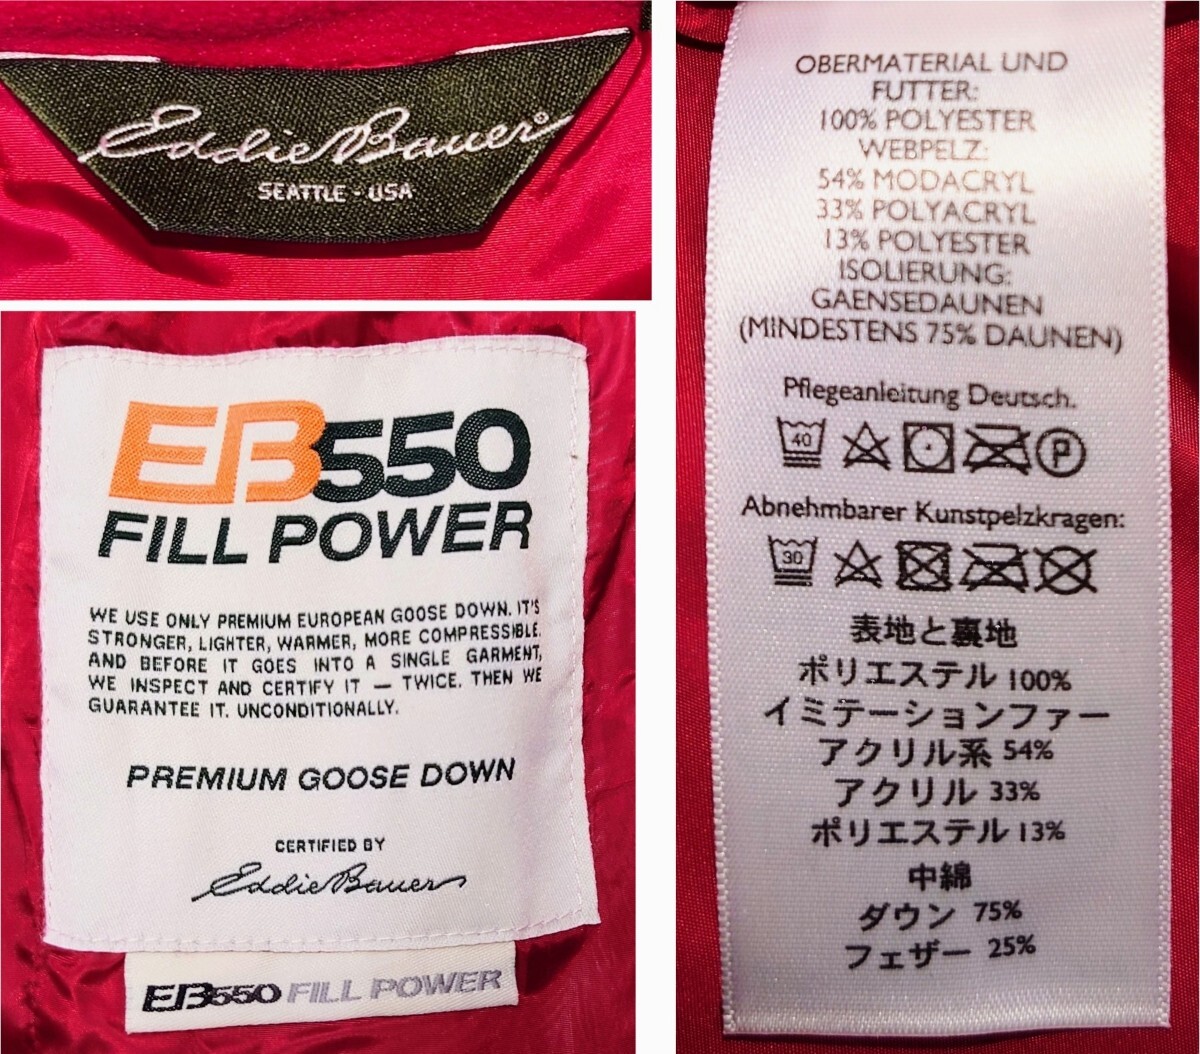 Eddie Bauer®
SEATTLE - USA
EB550
FILL POWER
WE USE ONLY PREMIUM EUROPEAN GOOSE DOWN. IT'S
STRONGER, LIGHTER, WARMER, MORE COMPRESSIBLE.
AND BEFORE IT GOES INTO A SINGLE GARMENT,
WE INSPECT AND CERTIFY IT — TWICE. THEN WE
GUARANTEE IT. UNCONDITIONALLY.
PREMIUM GOOSE DOWN
CERTIFIED BY
Eddie Bauer
EB550 FILL POWER
OBERMATERIAL UND
FUTTER:
100% POLYESTER
WEBPELZ:
54% MODACRYL
33% POLYACRYL
13% POLYESTER
ISOLIERUNG:
GAENSEDAUNEN
(MINDESTENS 75% DAUNEN)
Pflegeanleitung Deutsch.
40 P
Abnehmbarer Kunstpelzkragen:
30
表地と裏地
ポリエステル 100%
イミテーションファー
アクリル系 54%
アクリル 33%
ポリエステル 13%
中綿
ダウン 75%
フェザー 25%